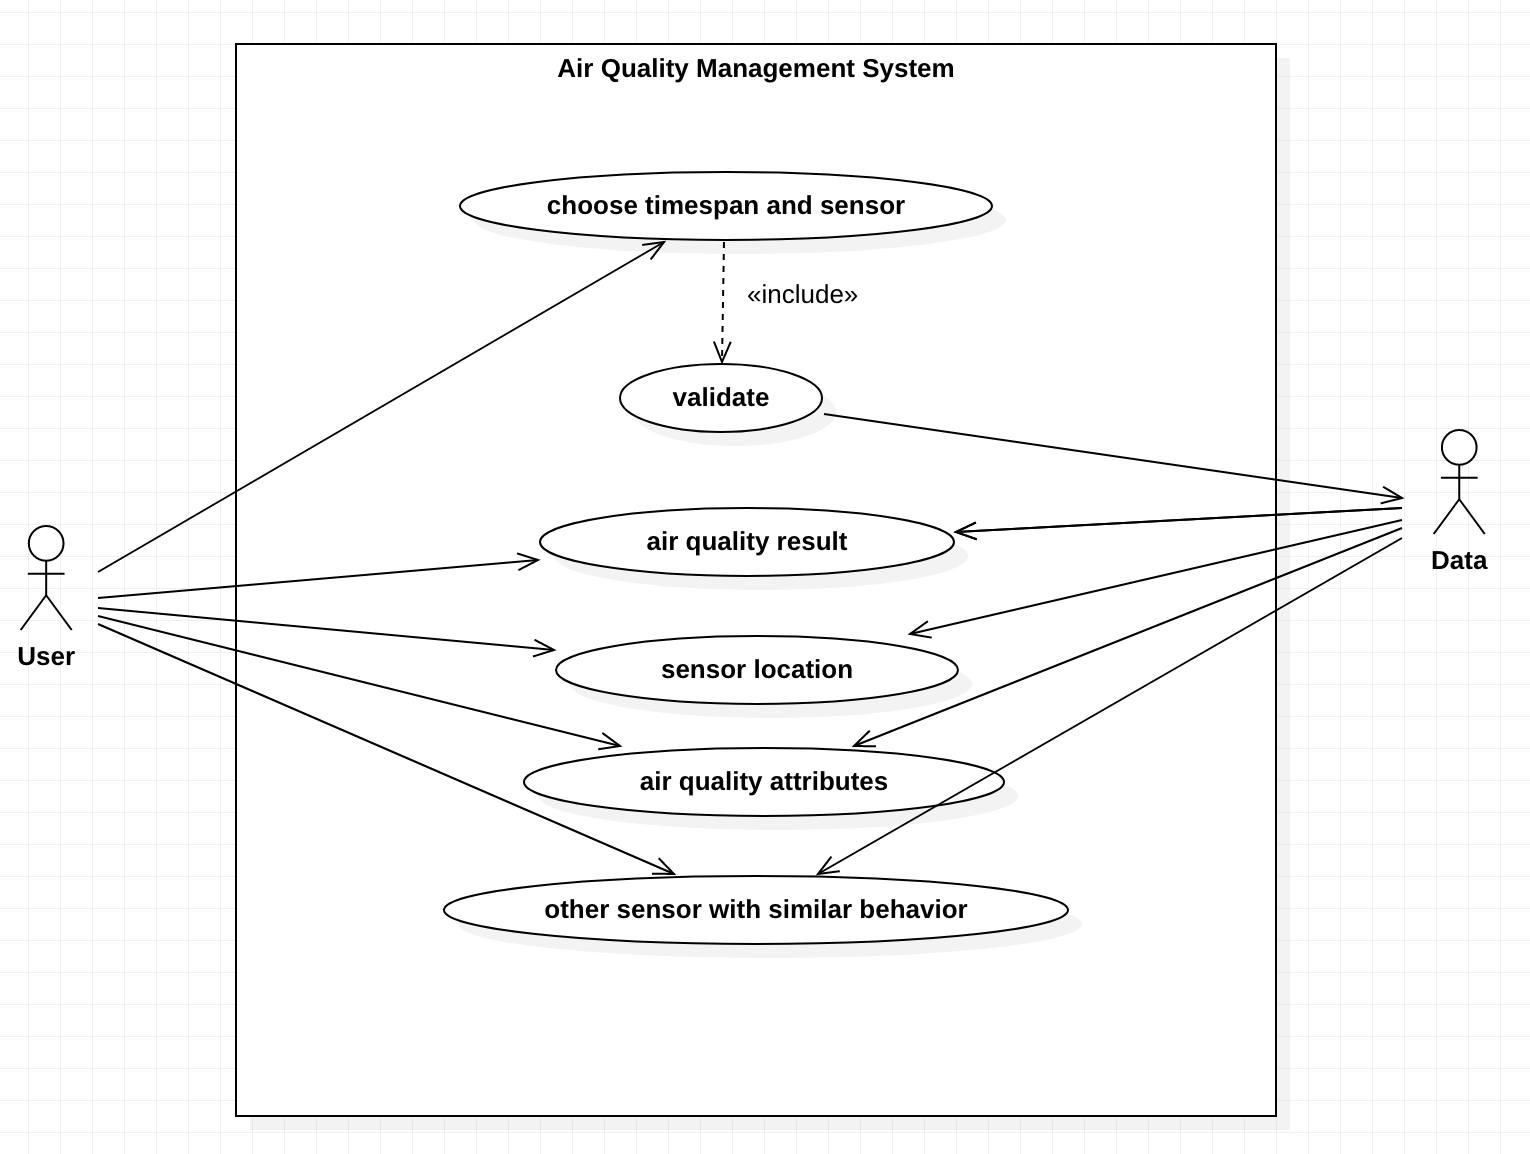 Air Quality Management System
choose timespan and sensor
«include»
validate
air quality result
Data
User
sensor location
air quality attributes
other sensor with similar behavior